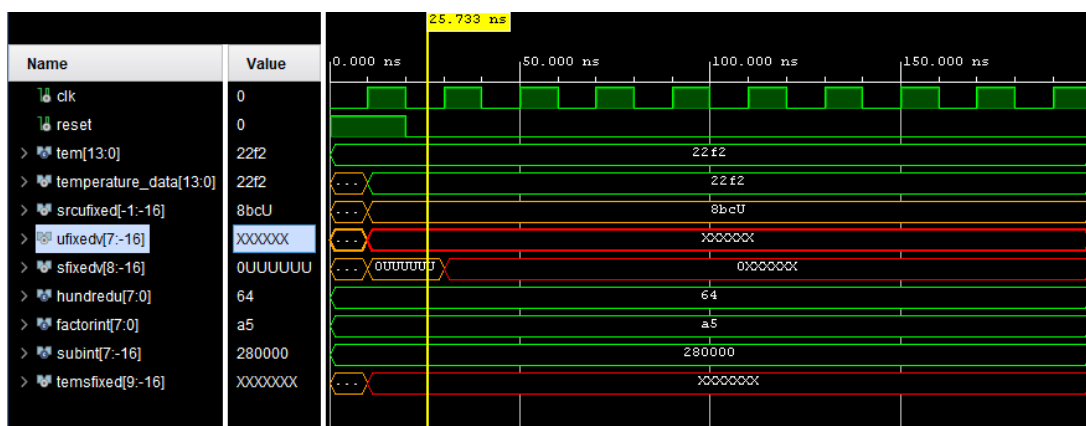 25.733 ns
Name Value 0.000 ns 50.000 ns 100.000 ns 150.000 ns
clk 0
reset 0
> tem[13:0] 22f2 22f2
> temperature_data[13:0] 22f2 ... 22f2
> srcufixed[-1:-16] 8bcU ... 8bcU
> ufixedv[7:-16] XXXXXX ... XXXXXX
> sfixedv[8:-16] 0UUUUUU ... 0UUUUUU 0XXXXXX
> hundredu[7:0] 64 64
> factorint[7:0] a5 a5
> subint[7:-16] 280000 280000
> temsfixed[9:-16] XXXXXXX ... XXXXXXX